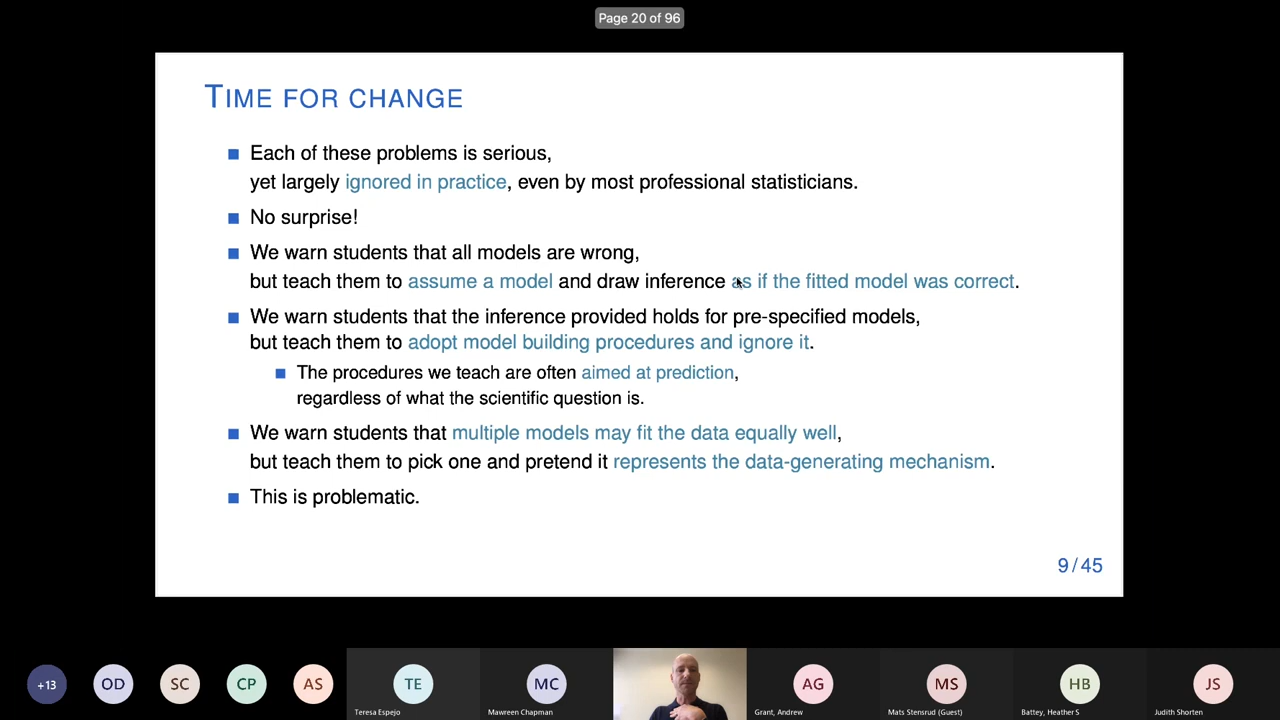 Page 20 of 96
TIME FOR CHANGE
Each of these problems is serious,
yet largely ignored in practice, even by most professional statisticians.
No surprise!
We warn students that all models are wrong,
but teach them to assume a model and draw inference as if the fitted model was correct.
We warn students that the inference provided holds for pre-specified models,
but teach them to adopt model building procedures and ignore it.
The procedures we teach are often aimed at prediction,
regardless of what the scientific question is.
We warn students that multiple models may fit the data equally well,
but teach them to pick one and pretend it represents the data-generating mechanism.
This is problematic.
9/45
+13 OD SC CP AS TE MC AG MS HB JS
Teresa Espejo Mawreen Chapman Grant, Andrew Mats Stensrud (Guest) Battey, Heather S Judith Shorten